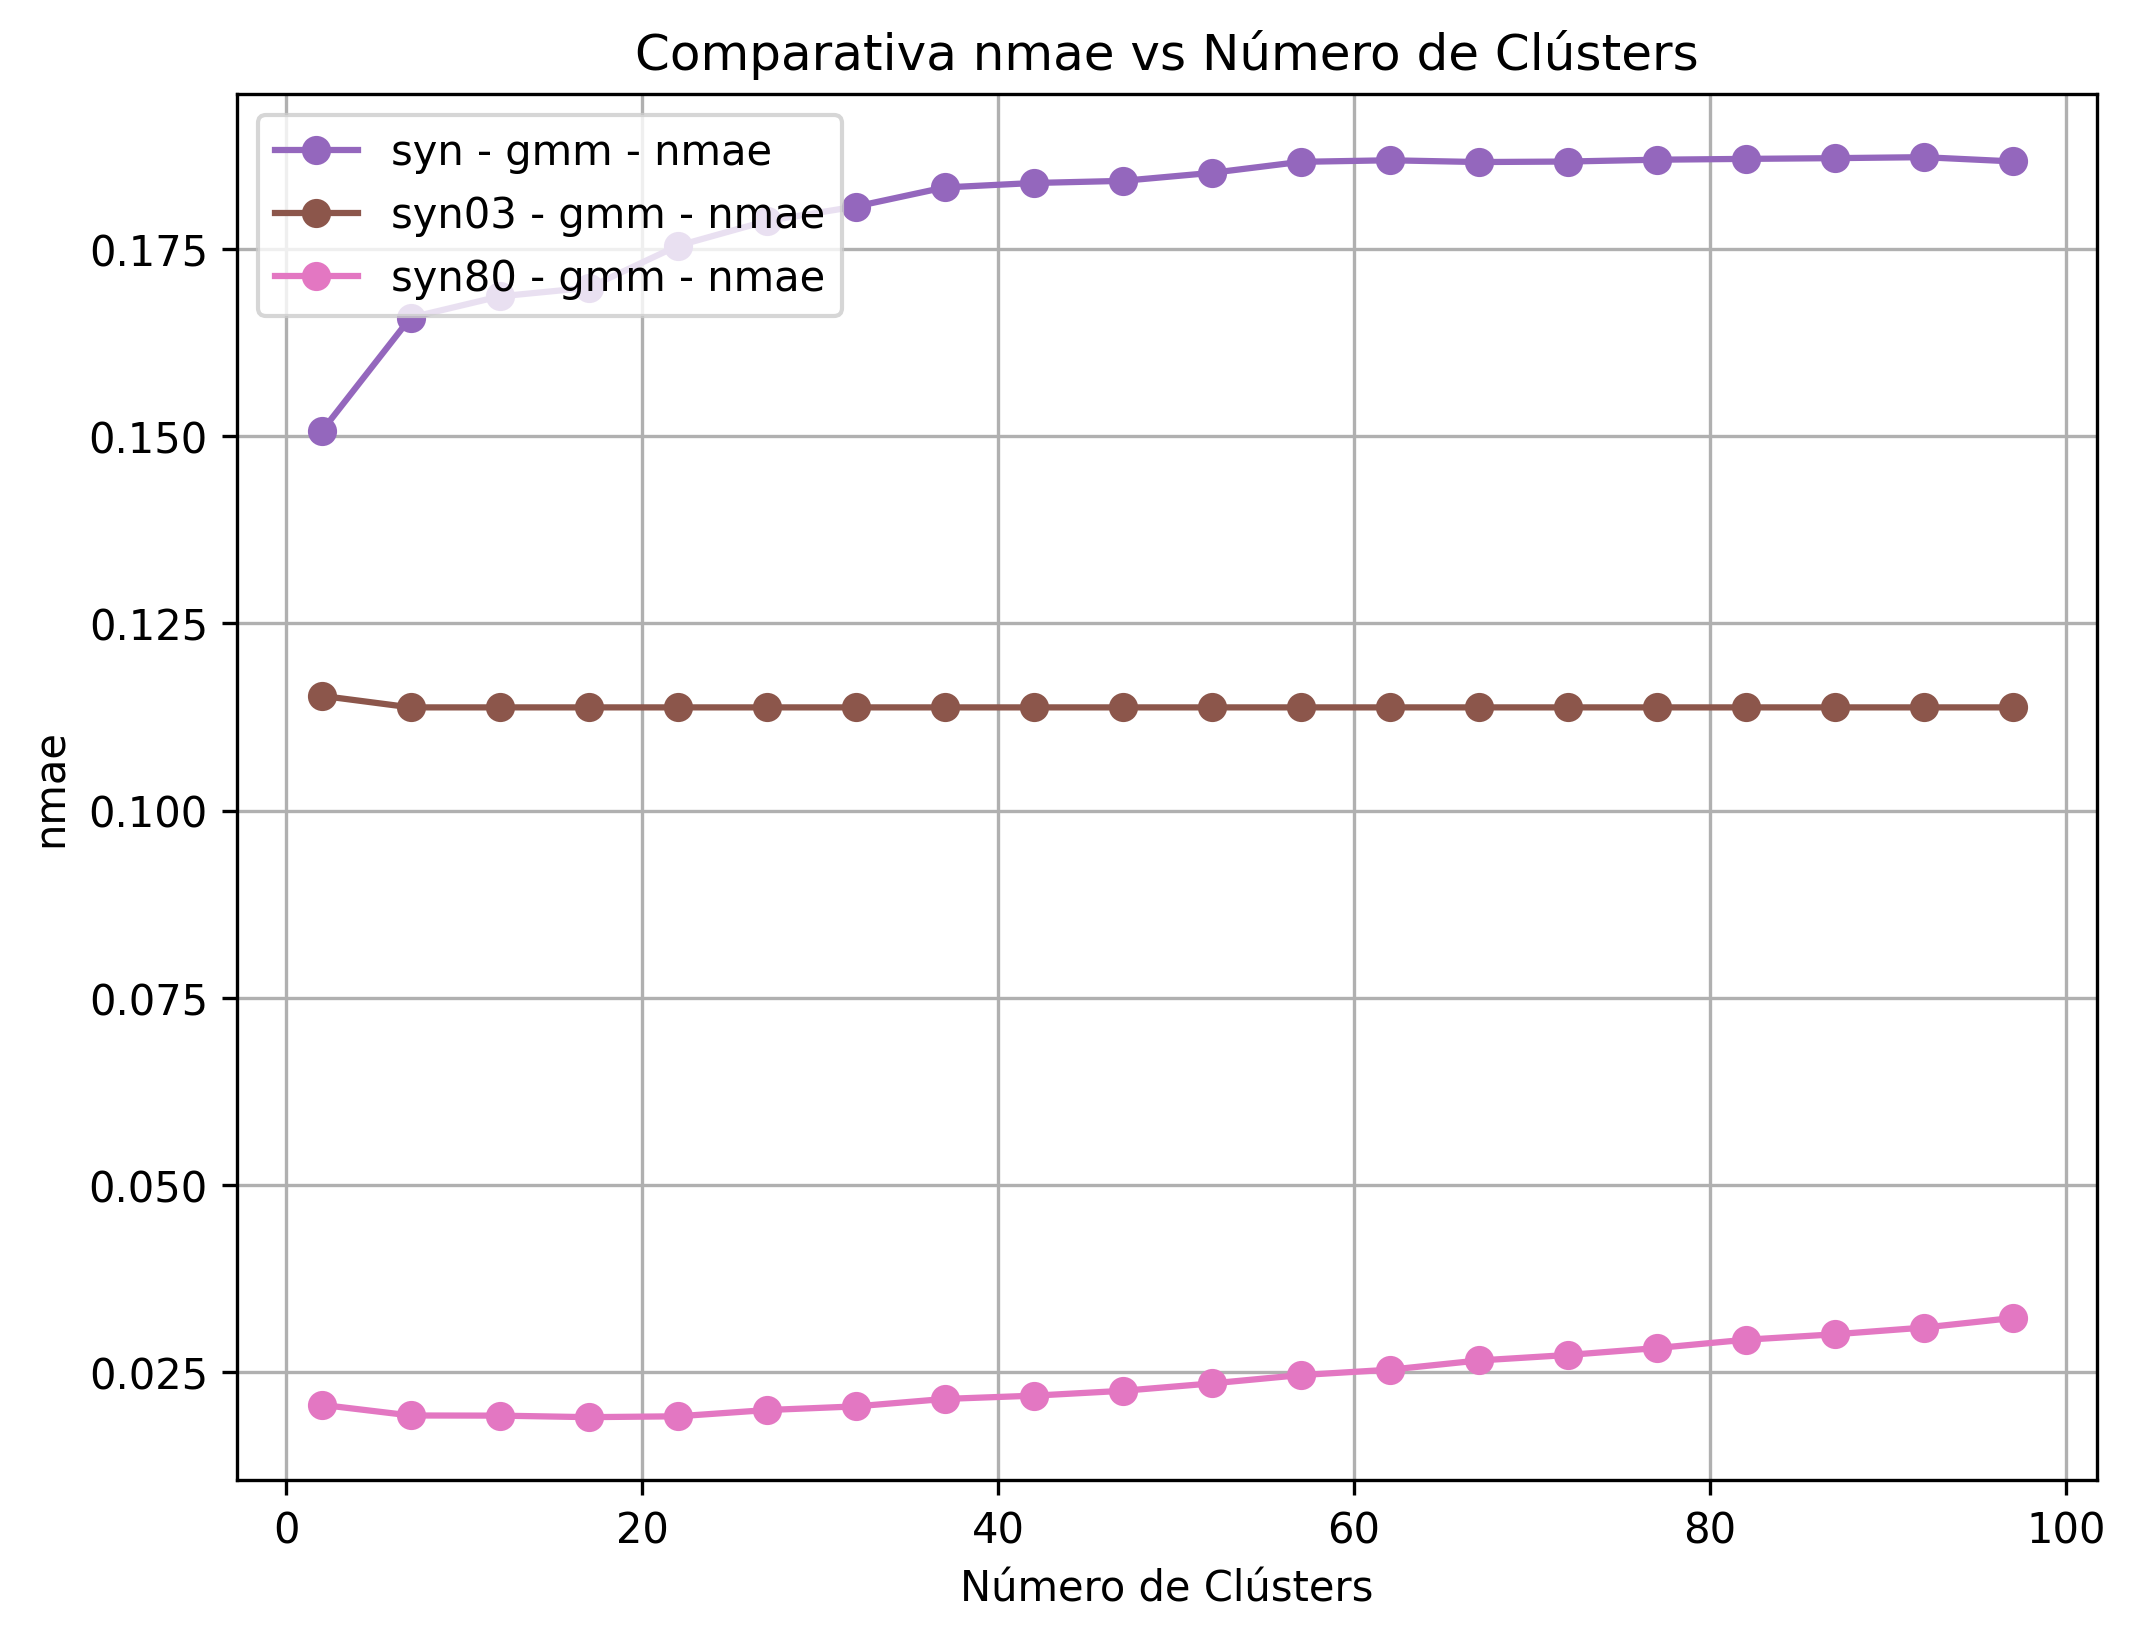 Comparativa nmae vs Número de Clústers
syn - gmm - nmae
syn03 - gmm - nmae
syn80 - gmm - nmae
0.175
0.150
0.125
0.100
0.075
0.050
0.025
nmae
0 20 40 60 80 100
Número de Clústers